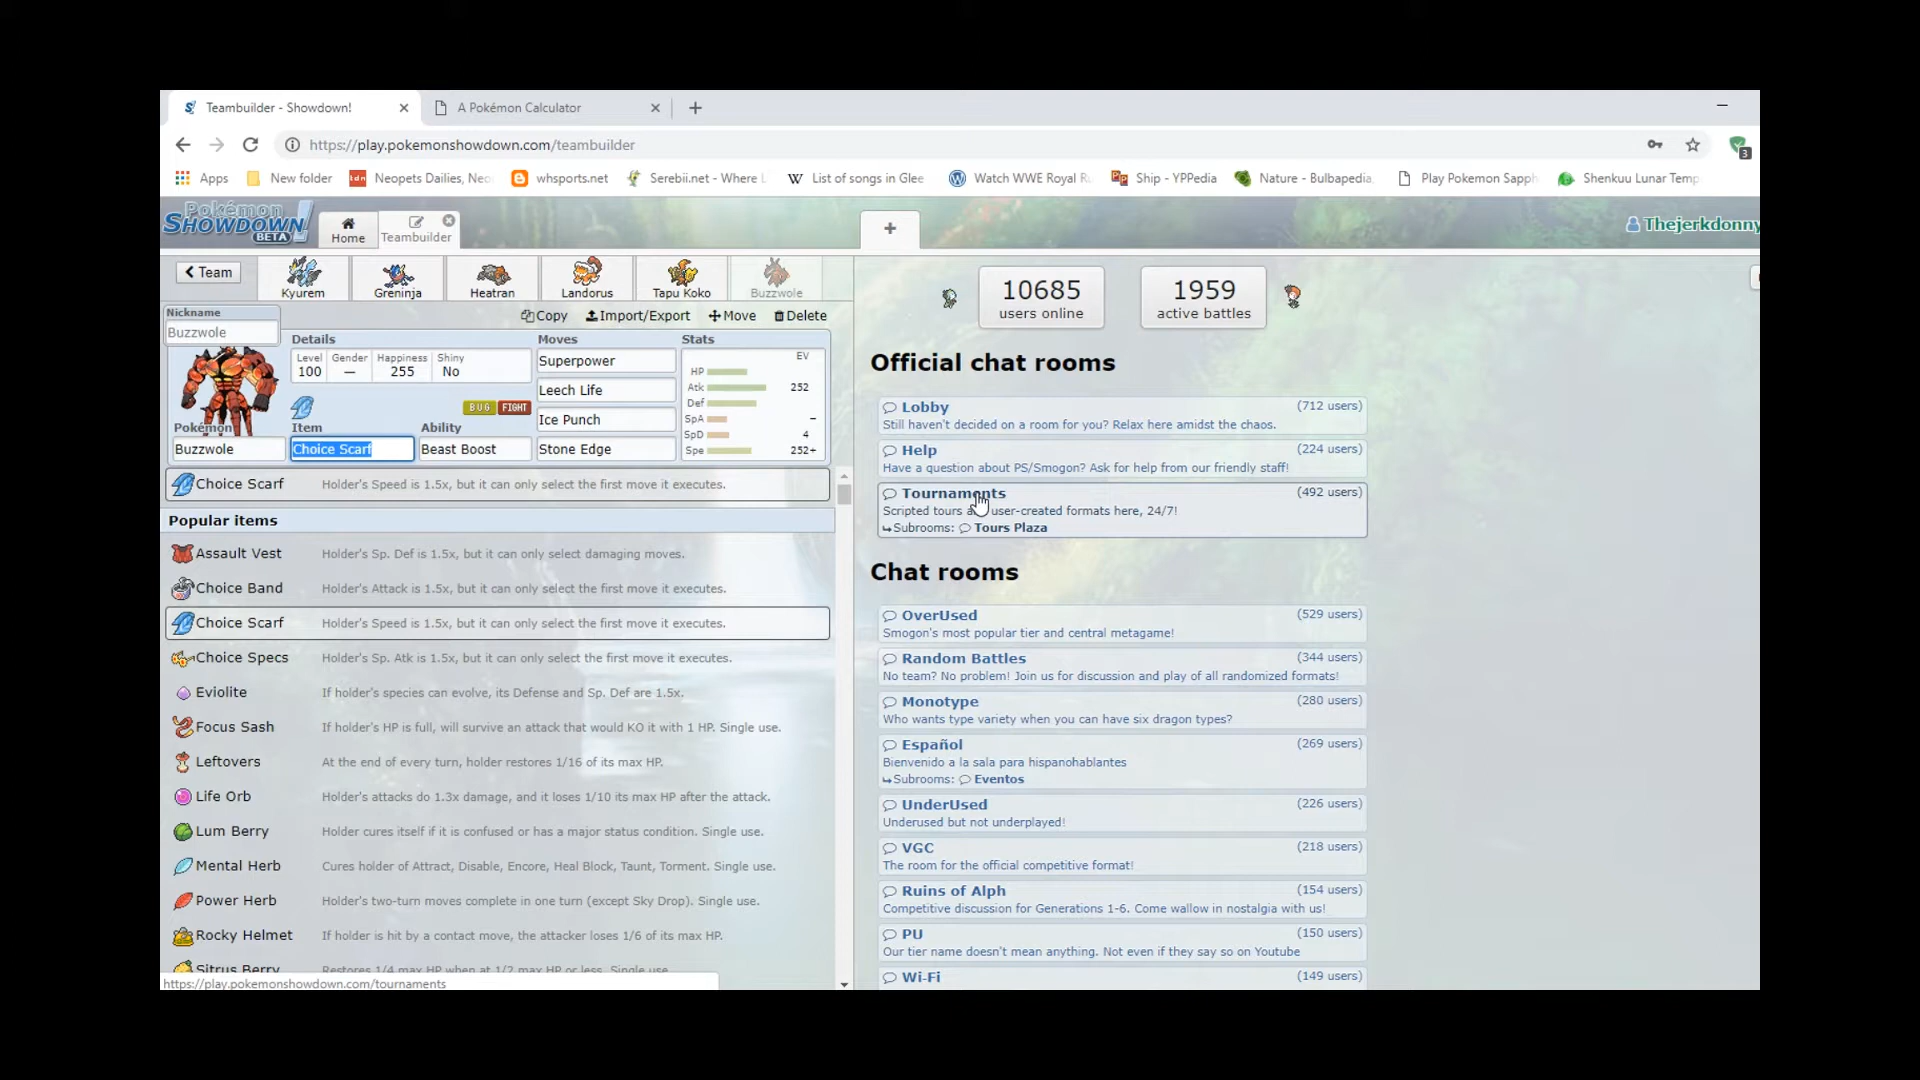 Teambuilder - Showdown!
A Pokémon Calculator
https://play.pokemonshowdown.com/teambuilder
3
Apps
New folder
Neopets Dailies, Neo
whsports.net
Serebii.net - Where L
List of songs in Glee
Watch WWE Royal Ru
Ship - YPPedia
Nature - Bulbapedia,
Play Pokemon Sapph
Shenkuu Lunar Temp
Pokémon
SHOWDOWN!
BETA
Home
Teambuilder
+
Thejerkdonny
Team
Kyurem
Greninja
Heatran
Landorus
Tapu Koko
Buzzwole
Nickname
Buzzwole
Copy
Import/Export
Move
Delete
Details
Level
100
Gender
—
Happiness
255
Shiny
No
BUG
FIGHT
Pokémon
Buzzwole
Item
Choice Scarf
Ability
Beast Boost
Moves
Superpower
Leech Life
Ice Punch
Stone Edge
Stats
EV
HP
Atk 252
Def
SpA –
SpD 4
Spe 252+
Choice Scarf Holder's Speed is 1.5x, but it can only select the first move it executes.
Popular items
Assault Vest Holder's Sp. Def is 1.5x, but it can only select damaging moves.
Choice Band Holder's Attack is 1.5x, but it can only select the first move it executes.
Choice Scarf Holder's Speed is 1.5x, but it can only select the first move it executes.
Choice Specs Holder's Sp. Atk is 1.5x, but it can only select the first move it executes.
Eviolite If holder's species can evolve, its Defense and Sp. Def are 1.5x.
Focus Sash If holder's HP is full, will survive an attack that would KO it with 1 HP. Single use.
Leftovers At the end of every turn, holder restores 1/16 of its max HP.
Life Orb Holder's attacks do 1.3x damage, and it loses 1/10 its max HP after the attack.
Lum Berry Holder cures itself if it is confused or has a major status condition. Single use.
Mental Herb Cures holder of Attract, Disable, Encore, Heal Block, Taunt, Torment. Single use.
Power Herb Holder's two-turn moves complete in one turn (except Sky Drop). Single use.
Rocky Helmet If holder is hit by a contact move, the attacker loses 1/6 of its max HP.
Sitrus Berry Restores 1/4 max HP when at 1/2 max HP or less. Single use.
https://play.pokemonshowdown.com/tournaments
10685
users online
1959
active battles
Official chat rooms
Lobby (712 users)
Still haven't decided on a room for you? Relax here amidst the chaos.
Help (224 users)
Have a question about PS/Smogon? Ask for help from our friendly staff!
Tournaments (492 users)
Scripted tours user-created formats here, 24/7!
Subrooms: Tours Plaza
Chat rooms
OverUsed (529 users)
Smogon's most popular tier and central metagame!
Random Battles (344 users)
No team? No problem! Join us for discussion and play of all randomized formats!
Monotype (280 users)
Who wants type variety when you can have six dragon types?
Español (269 users)
Bienvenido a la sala para hispanohablantes
Subrooms: Eventos
UnderUsed (226 users)
Underused but not underplayed!
VGC (218 users)
The room for the official competitive format!
Ruins of Alph (154 users)
Competitive discussion for Generations 1-6. Come wallow in nostalgia with us!
PU (150 users)
Our tier name doesn't mean anything. Not even if they say so on Youtube
Wi-Fi (149 users)